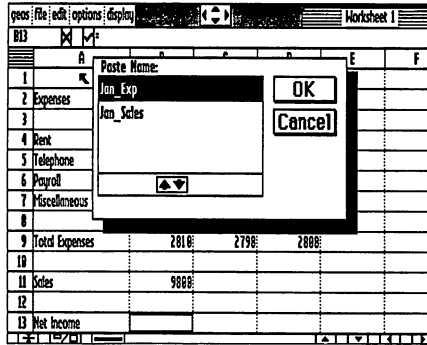 geos file edit options display Worksheet 1
B13
A E F
Paste Name:
Jan_Exp
Jan_Sales
OK
Cancel
1
2 Expenses
3
4 Rent
5 Telephone
6 Payroll
7 Miscellaneous
8
9 Total Expenses 2810 2798 2808
10
11 Sales 9800
12
13 Net Income